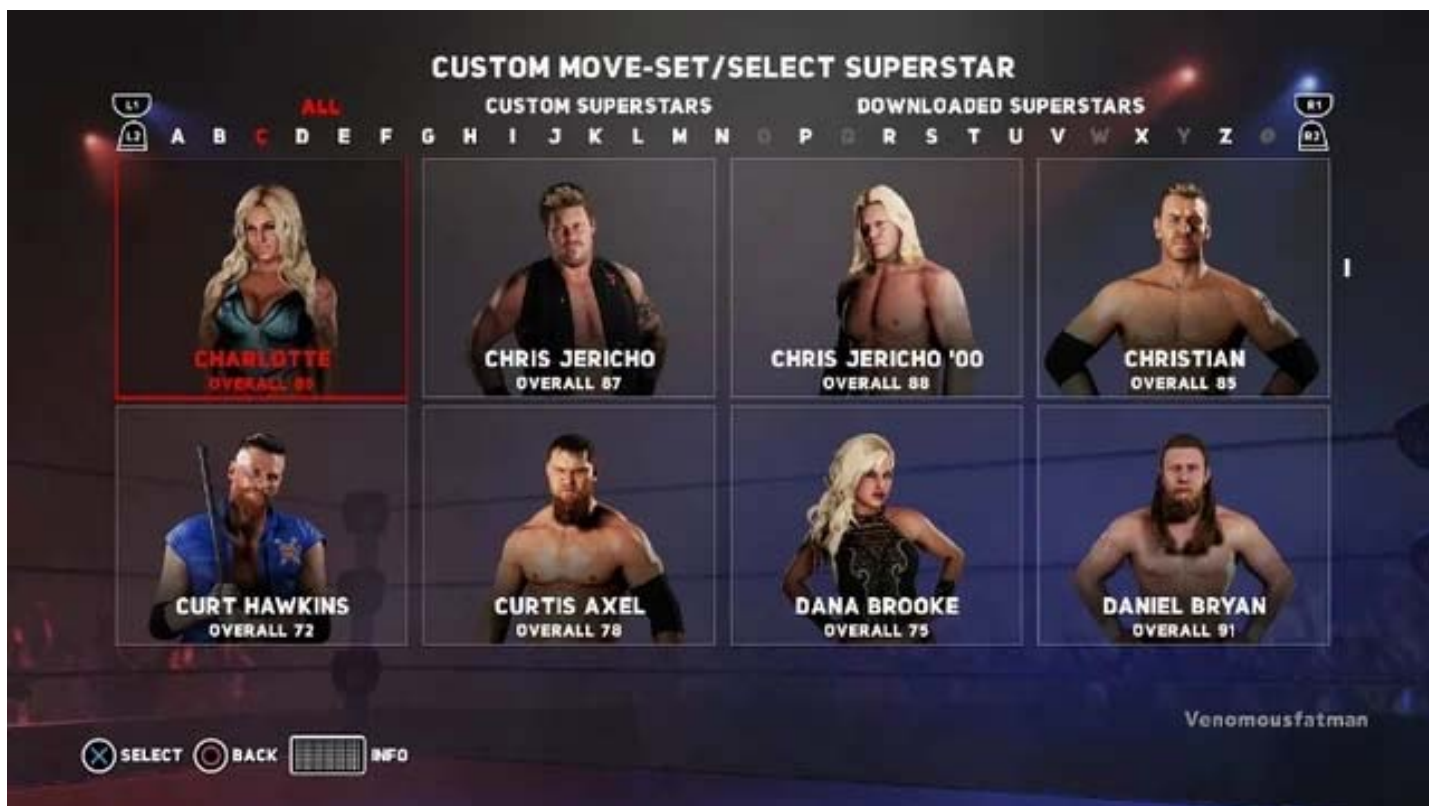 CUSTOM MOVE-SET/SELECT SUPERSTAR
L1 ALL CUSTOM SUPERSTARS DOWNLOADED SUPERSTARS R1
L2 A B C D E F G H I J K L M N O P Q R S T U V W X Y Z R2
CHARLOTTE CHRIS JERICHO CHRIS JERICHO '00 CHRISTIAN
OVERALL OVERALL 87 OVERALL 88 OVERALL 85
CURT HAWKINS CURTIS AXEL DANA BROOKE DANIEL BRYAN
OVERALL 72 OVERALL 78 OVERALL 75 OVERALL 91
Venomousfatman
SELECT BACK INFO